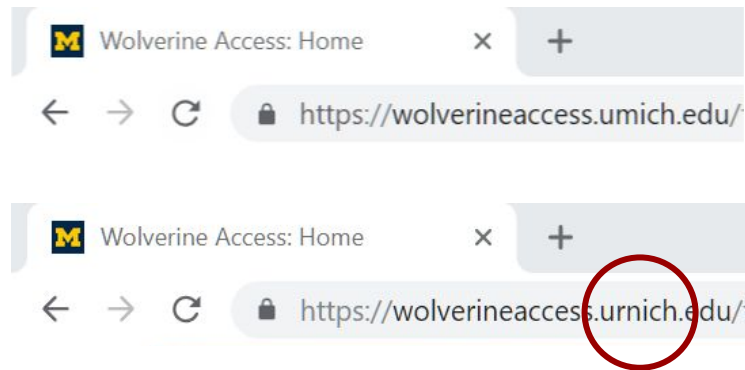 M Wolverine Access: Home × +
https://wolverineaccess.umich.edu/
M Wolverine Access: Home × +
https://wolverineaccess.urnich.edu/